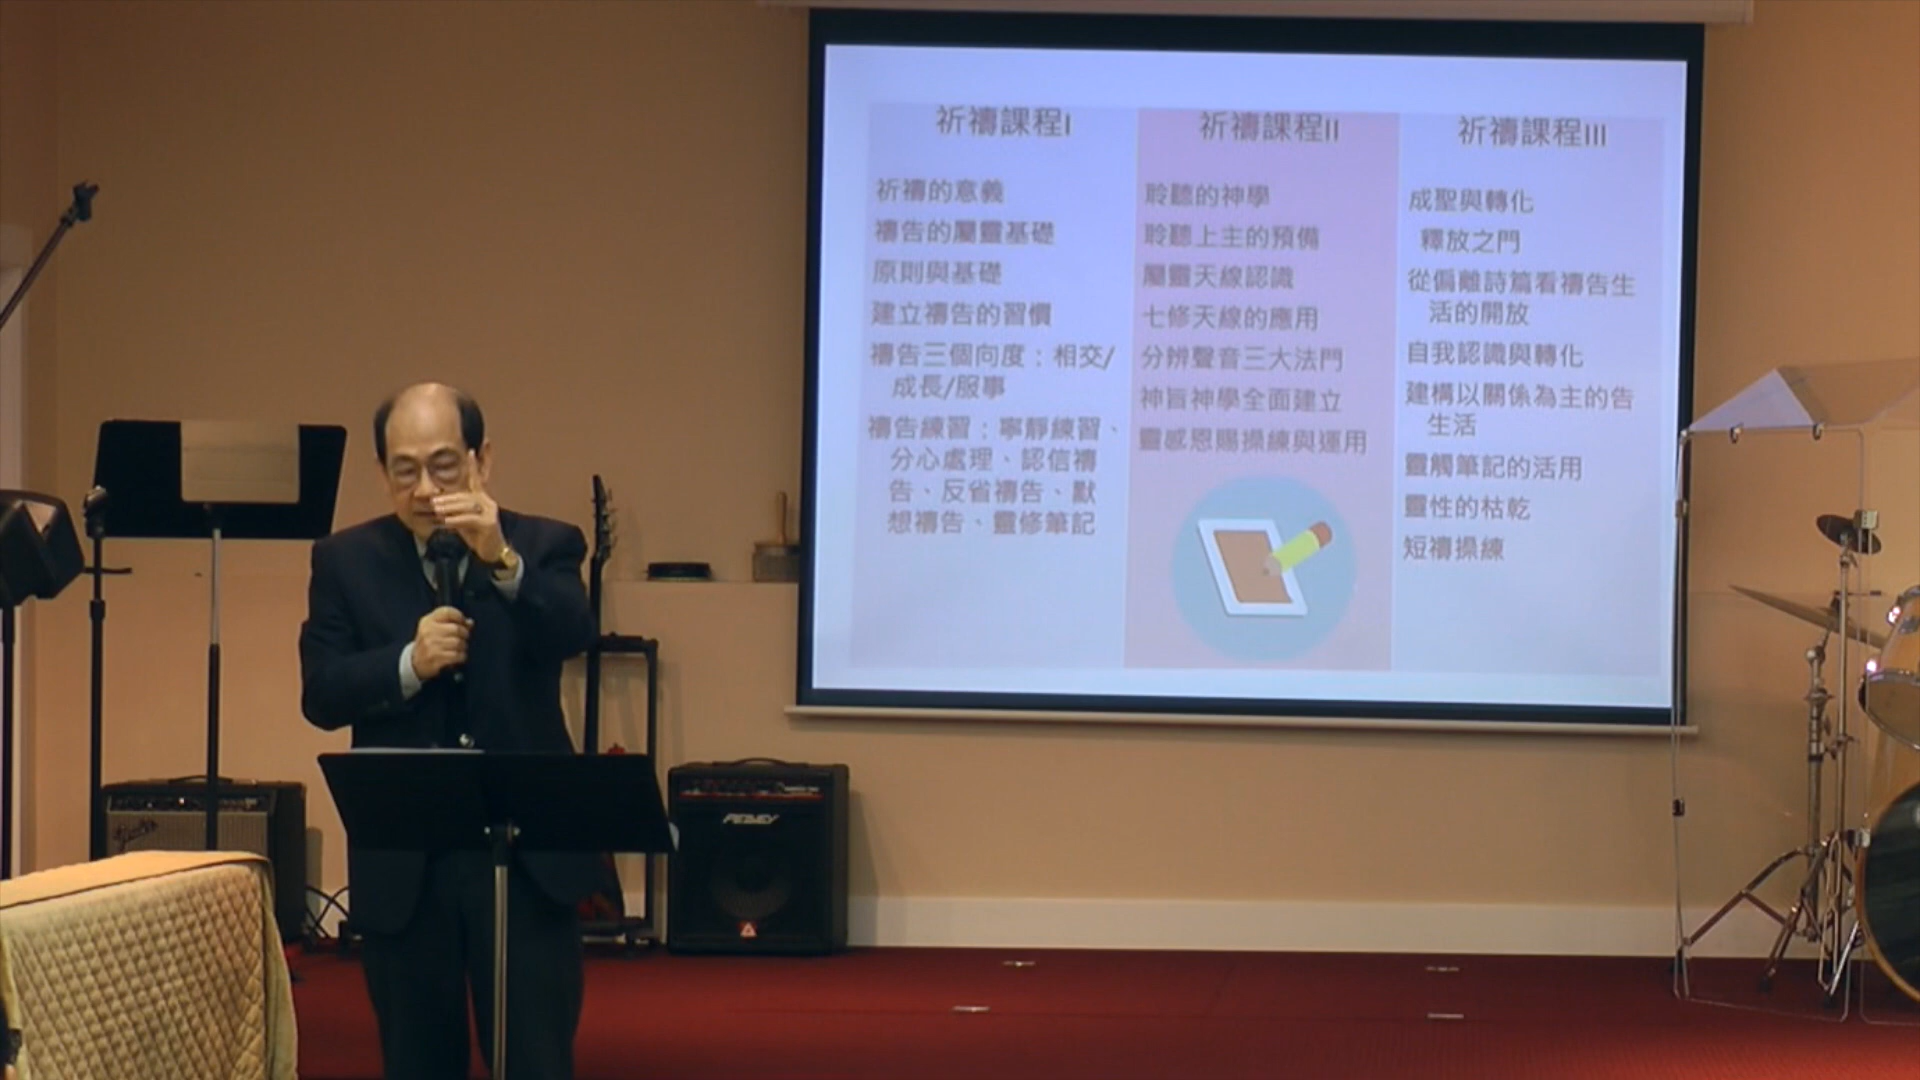 祈禱課程I
祈禱的意義
禱告的屬靈基礎
原則與基礎
建立禱告的習慣
禱告三個向度：相交/
成長/服事
禱告練習：寧靜練習、
分心處理、認信禱
告、反省禱告、默
想禱告、靈修筆記
祈禱課程II
聆聽的神學
聆聽上主的預備
屬靈天線認識
七修天線的應用
分辨聲音三大法門
神旨神學全面建立
靈感恩賜操練與運用
祈禱課程III
成聖與轉化
釋放之門
從偏離詩篇看禱告生
活的開放
自我認識與轉化
建構以關係為主的告
生活
靈觸筆記的活用
靈性的枯乾
短禱操練
Fender
PEAVEY